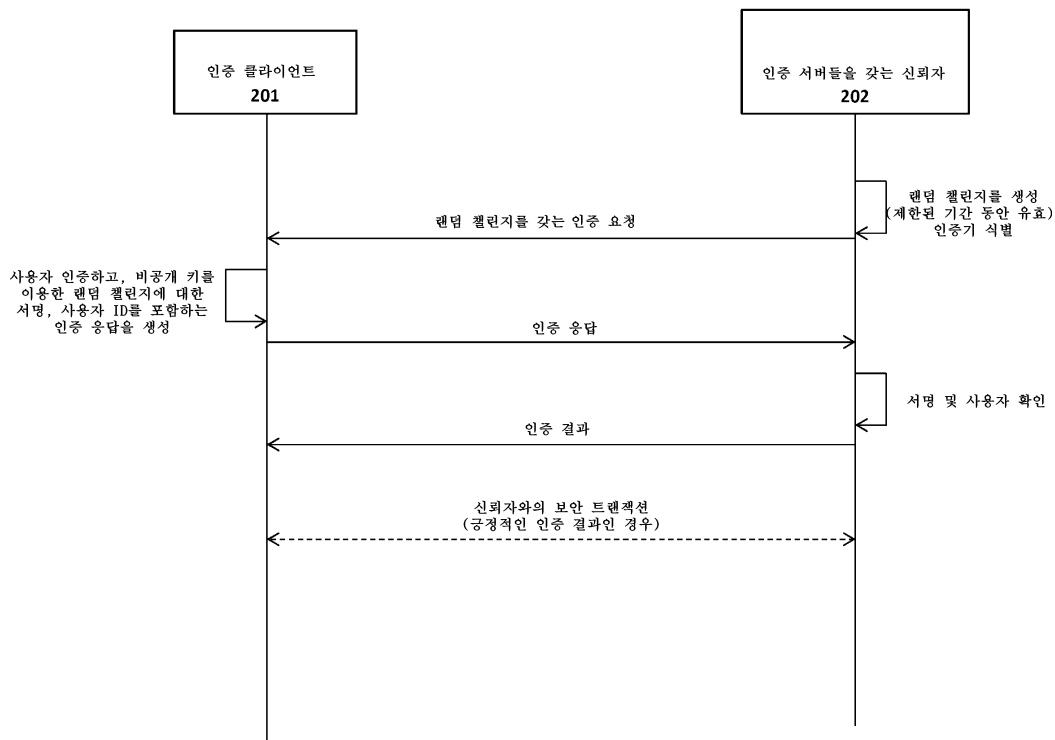 인증 클라이언트
201
인증 서버들을 갖는 신뢰자
202
랜덤 챌린지를 생성
(제한된 기간 동안 유효)
인증기 식별
랜덤 챌린지를 갖는 인증 요청
사용자 인증하고, 비공개 키를
이용한 랜덤 챌린지에 대한
서명, 사용자 ID를 포함하는
인증 응답을 생성
인증 응답
서명 및 사용자 확인
인증 결과
신뢰자와의 보안 트랜잭션
(긍정적인 인증 결과인 경우)